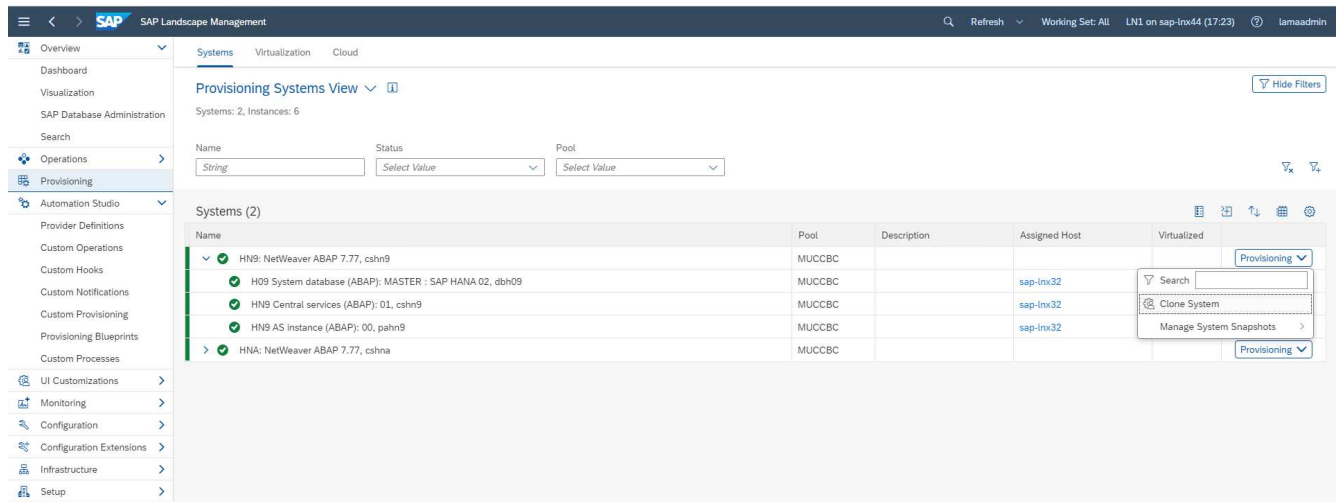 SAP SAP Landscape Management Refresh Working Set: All LN1 on sap-lnx44 (17:23) lamaadmin
Overview
Dashboard
Visualization
SAP Database Administration
Search
Operations
Provisioning
Automation Studio
Provider Definitions
Custom Operations
Custom Hooks
Custom Notifications
Custom Provisioning
Provisioning Blueprints
Custom Processes
UI Customizations
Monitoring
Configuration
Configuration Extensions
Infrastructure
Setup
Systems Virtualization Cloud
Provisioning Systems View
Hide Filters
Systems: 2, Instances: 6
Name Status Pool
String Select Value Select Value
Systems (2)
Name Pool Description Assigned Host Virtualized
HN9: NetWeaver ABAP 7.77, cshn9 MUCCBC Provisioning
H09 System database (ABAP): MASTER : SAP HANA 02, dbh09 MUCCBC sap-lnx32
HN9 Central services (ABAP): 01, cshn9 MUCCBC sap-lnx32
HN9 AS instance (ABAP): 00, pahn9 MUCCBC sap-lnx32
HNA: NetWeaver ABAP 7.77, cshna MUCCBC Provisioning
Search
Clone System
Manage System Snapshots